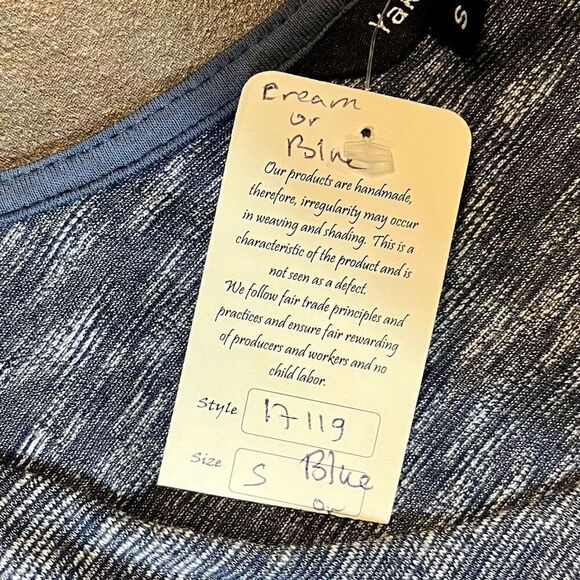 S
Cream
or
Blue
Our products are handmade,
therefore, irregularity may occur
in weaving and shading. This is a
characteristic of the product and is
not seen as a defect.
We follow fair trade principles and
practices and ensure fair rewarding
of producers and workers and no
child labor.
Style 17119
Size S Blue
or